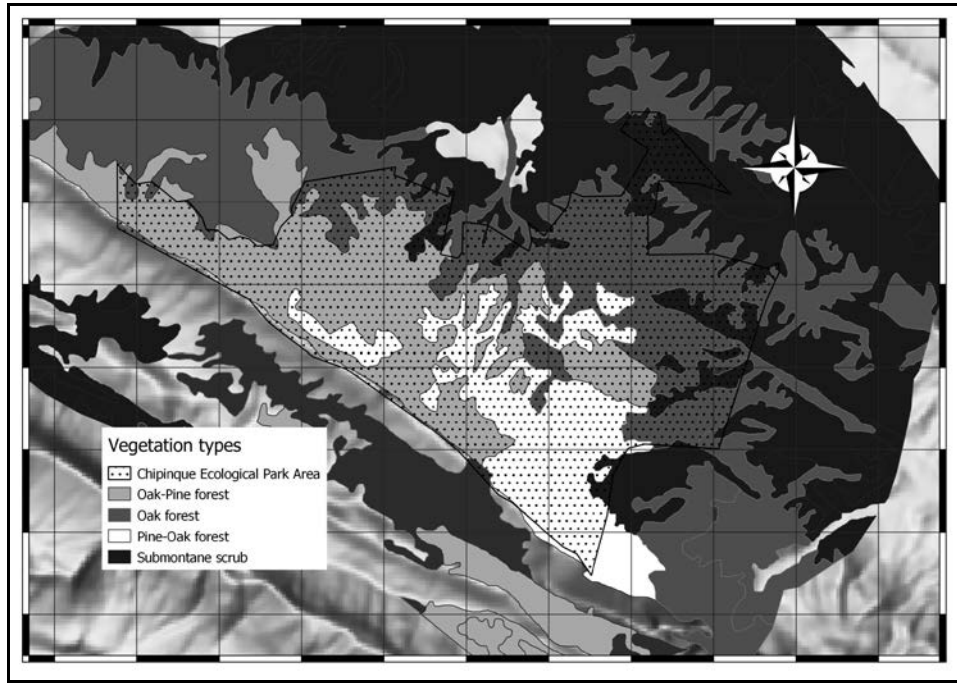 Vegetation types
Chipinque Ecological Park Area
Oak-Pine forest
Oak forest
Pine-Oak forest
Submontane scrub